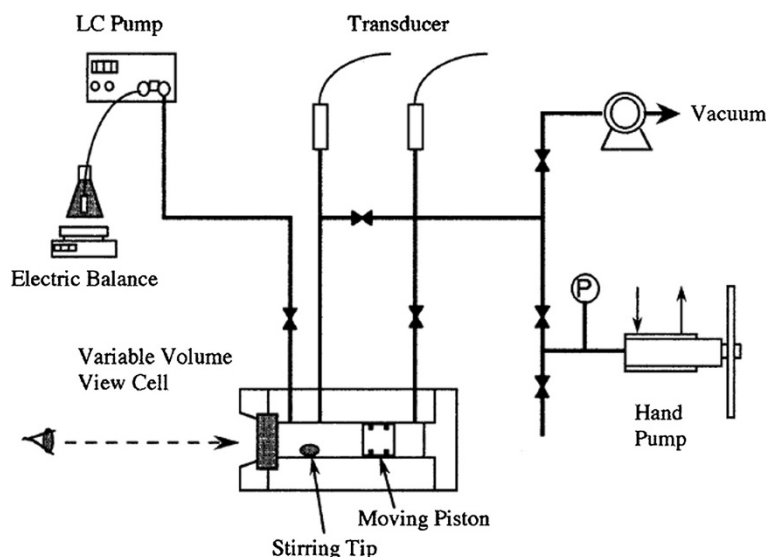 LC Pump
Transducer
Vacuum
Electric Balance
P
Variable Volume
View Cell
Hand
Pump
Moving Piston
Stirring Tip